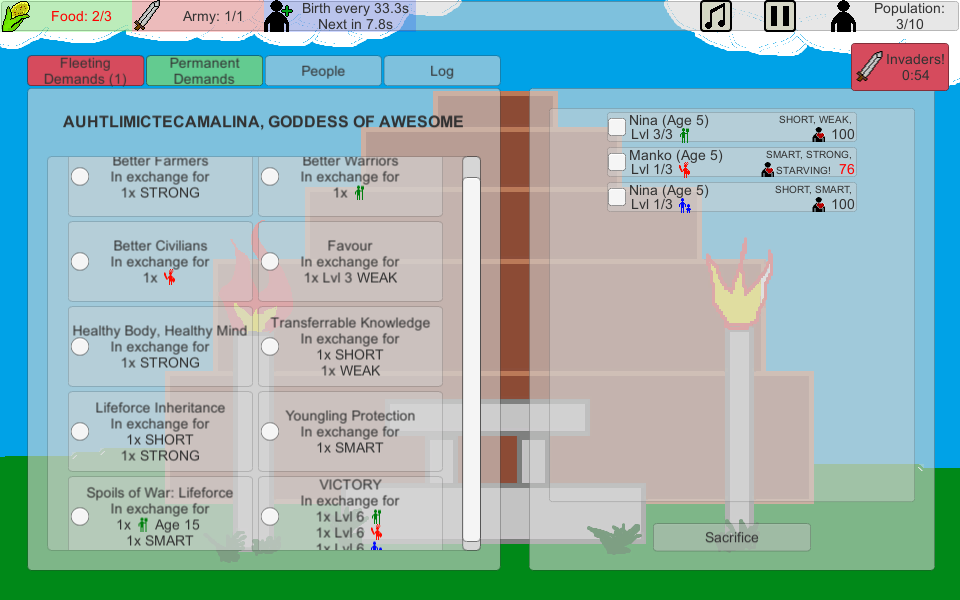 Food: 2/3
Army: 1/1
Birth every 33.3s
Next in 7.8s
Population:
3/10
Fleeting
Demands (1)
Permanent
Demands
People
Log
Invaders!
0:54
AUHTLIMICTECAMALINA, GODDESS OF AWESOME
Better Farmers
In exchange for
1x STRONG
Better Warriors
In exchange for
1x
Better Civilians
In exchange for
1x
Favour
In exchange for
1x Lvl 3 WEAK
Healthy Body, Healthy Mind
In exchange for
1x STRONG
Transferrable Knowledge
In exchange for
1x SHORT
1x WEAK
Lifeforce Inheritance
In exchange for
1x SHORT
1x STRONG
Youngling Protection
In exchange for
1x SMART
Spoils of War: Lifeforce
In exchange for
1x Age 15
1x SMART
VICTORY
In exchange for
1x Lvl 6
1x Lvl 6
1x Lvl 6
Nina (Age 5)
SHORT, WEAK,
Lvl 3/3
100
Manko (Age 5)
SMART, STRONG,
Lvl 1/3
STARVING! 76
Nina (Age 5)
SHORT, SMART,
Lvl 1/3
100
Sacrifice